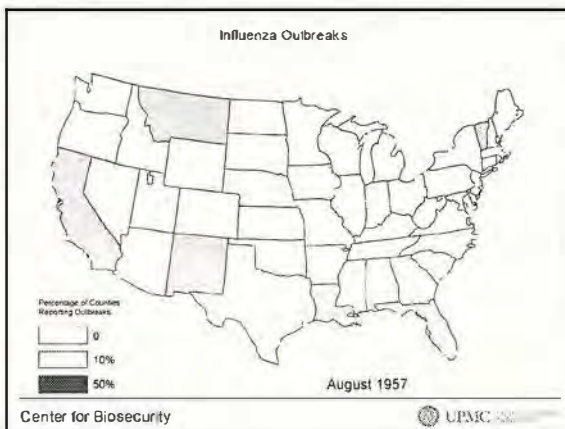 Influenza Outbreaks
Percentage of Counties
Reporting Outbreaks
0
10%
50%
August 1957
Center for Biosecurity
UPMC